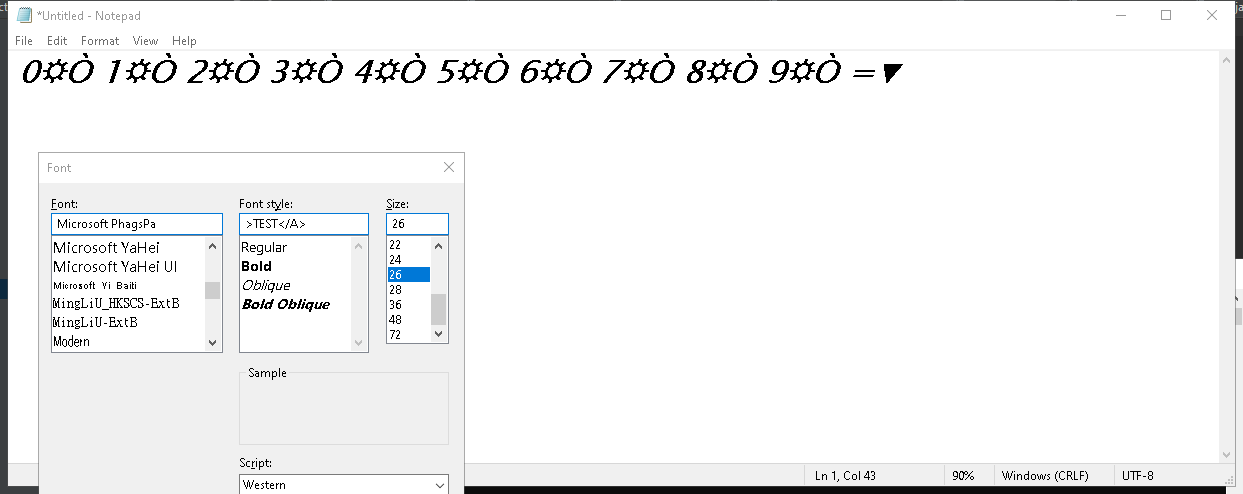 *Untitled - Notepad
File Edit Format View Help
0¤Ò 1¤Ò 2¤Ò 3¤Ò 4¤Ò 5¤Ò 6¤Ò 7¤Ò 8¤Ò 9¤Ò =▼
Font
Font: Font style: Size:
Microsoft PhagsPa >TEST</A> 26
Microsoft YaHei
Microsoft YaHei UI
Microsoft Yi Baiti
MingLiU_HKSCS-ExtB
MingLiU-ExtB
Modern
Regular
Bold
Oblique
Bold Oblique
22
24
26
28
36
48
72
Sample
Script:
Western
Ln 1, Col 43 90% Windows (CRLF) UTF-8